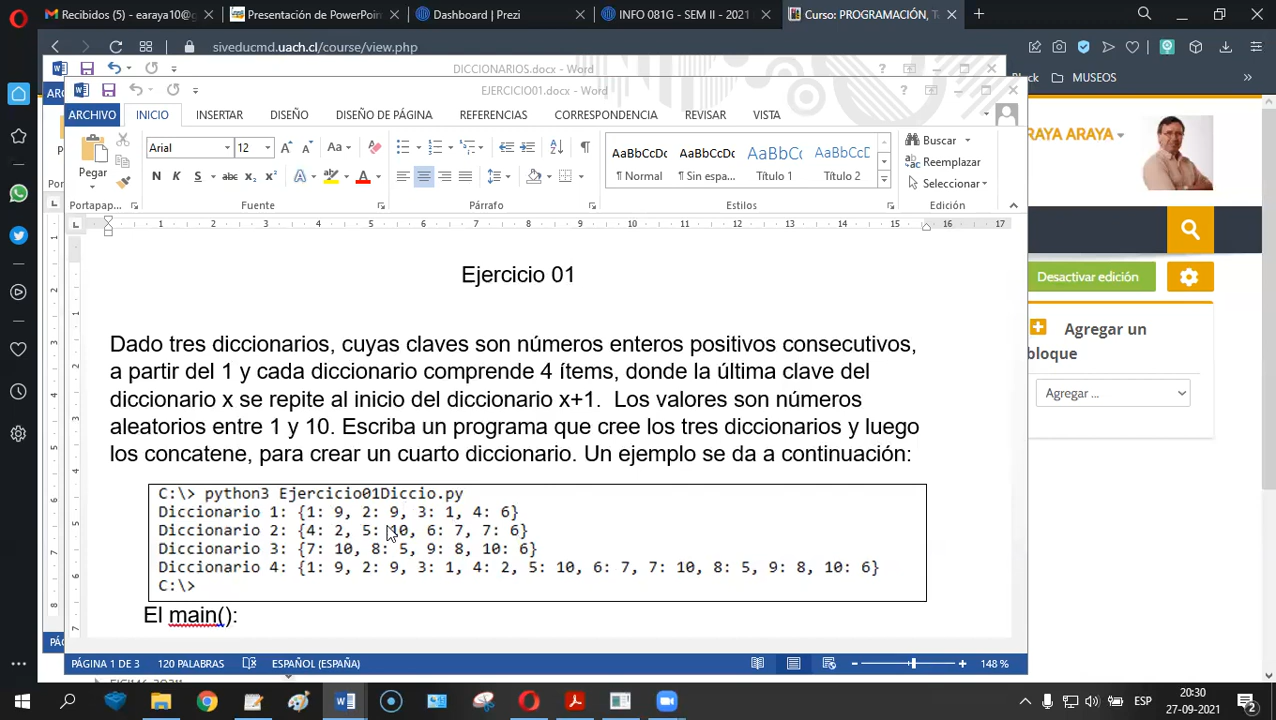 Recibidos (5) - earaya10@g
Presentación de PowerPoin
Dashboard | Prezi
INFO 081G - SEM II - 2021
Curso: PROGRAMACIÓN, Ta
siveducmd.uach.cl/course/view.php
DICCIONARIOS.docx - Word
EJERCICIO01.docx - Word
MUSEOS
ARCHIVO INICIO INSERTAR DISEÑO DISEÑO DE PÁGINA REFERENCIAS CORRESPONDENCIA REVISAR VISTA
RAYA ARAYA
Arial 12
Pegar
AaBbCcDc AaBbCcDc AaBbCc AaBbCcD
¶ Normal ¶ Sin espa... Título 1 Título 2
Buscar
Reemplazar
Seleccionar
Portapap... Fuente Párrafo Estilos Edición
Desactivar edición
Agregar un
bloque
Agregar ...
Ejercicio 01
Dado tres diccionarios, cuyas claves son números enteros positivos consecutivos,
a partir del 1 y cada diccionario comprende 4 ítems, donde la última clave del
diccionario x se repite al inicio del diccionario x+1. Los valores son números
aleatorios entre 1 y 10. Escriba un programa que cree los tres diccionarios y luego
los concatene, para crear un cuarto diccionario. Un ejemplo se da a continuación:
C:\> python3 Ejercicio01Diccio.py
Diccionario 1: {1: 9, 2: 9, 3: 1, 4: 6}
Diccionario 2: {4: 2, 5: 10, 6: 7, 7: 6}
Diccionario 3: {7: 10, 8: 5, 9: 8, 10: 6}
Diccionario 4: {1: 9, 2: 9, 3: 1, 4: 2, 5: 10, 6: 7, 7: 10, 8: 5, 9: 8, 10: 6}
C:\>
El main():
PÁGINA 1 DE 3 120 PALABRAS ESPAÑOL (ESPAÑA) 148 %
ESP
20:30
27-09-2021
2